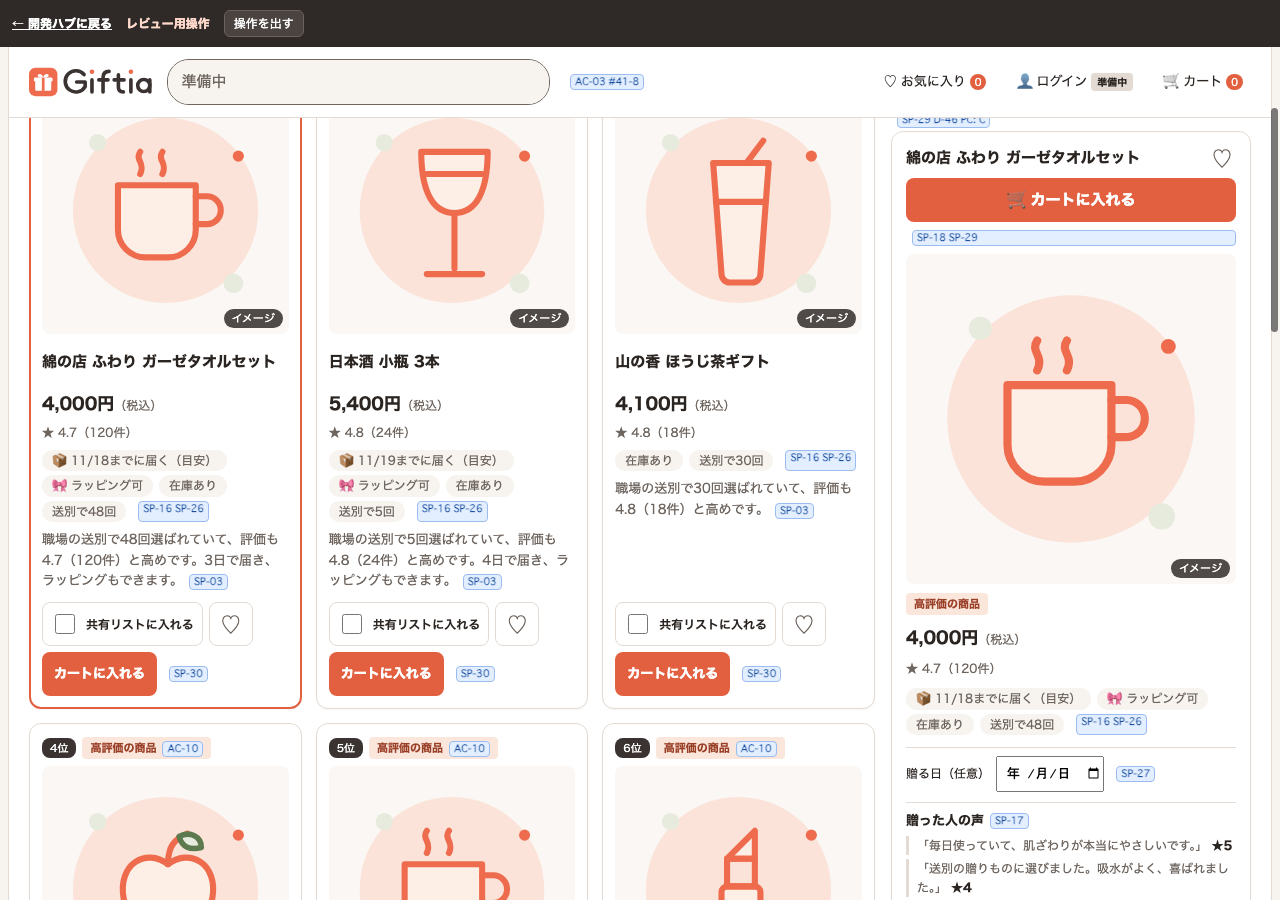 ← 開発ハブに戻る レビュー用操作 操作を出す
Giftia 準備中 AC-03 #41-8 ♡ お気に入り 0 ログイン 準備中 カート 0
SP-29 D-46 PC: C
イメージ
綿の店 ふわり ガーゼタオルセット
4,000円（税込）
★ 4.7（120件）
📦 11/18までに届く（目安）
🎀 ラッピング可 在庫あり
送別で48回 SP-16 SP-26
職場の送別で48回選ばれていて、評価も
4.7（120件）と高めです。3日で届き、
ラッピングもできます。 SP-03
共有リストに入れる ♡
カートに入れる SP-30
イメージ
日本酒 小瓶 3本
5,400円（税込）
★ 4.8（24件）
📦 11/19までに届く（目安）
🎀 ラッピング可 在庫あり
送別で5回 SP-16 SP-26
職場の送別で5回選ばれていて、評価も
4.8（24件）と高めです。4日で届き、ラ
ッピングもできます。 SP-03
共有リストに入れる ♡
カートに入れる SP-30
イメージ
山の香 ほうじ茶ギフト
4,100円（税込）
★ 4.8（18件）
在庫あり 送別で30回 SP-16 SP-26
職場の送別で30回選ばれていて、評価も
4.8（18件）と高めです。 SP-03
共有リストに入れる ♡
カートに入れる SP-30
4位 高評価の商品 AC-10
5位 高評価の商品 AC-10
6位 高評価の商品 AC-10
綿の店 ふわり ガーゼタオルセット ♡
🛒 カートに入れる
SP-18 SP-29
イメージ
高評価の商品
4,000円（税込）
★ 4.7（120件）
📦 11/18までに届く（目安） 🎀 ラッピング可
在庫あり 送別で48回 SP-16 SP-26
贈る日（任意） 年 /月/日 SP-27
贈った人の声 SP-17
「毎日使っていて、肌ざわりが本当にやさしいです。」 ★5
「送別の贈りものに選びました。吸水がよく、喜ばれまし
た。」 ★4